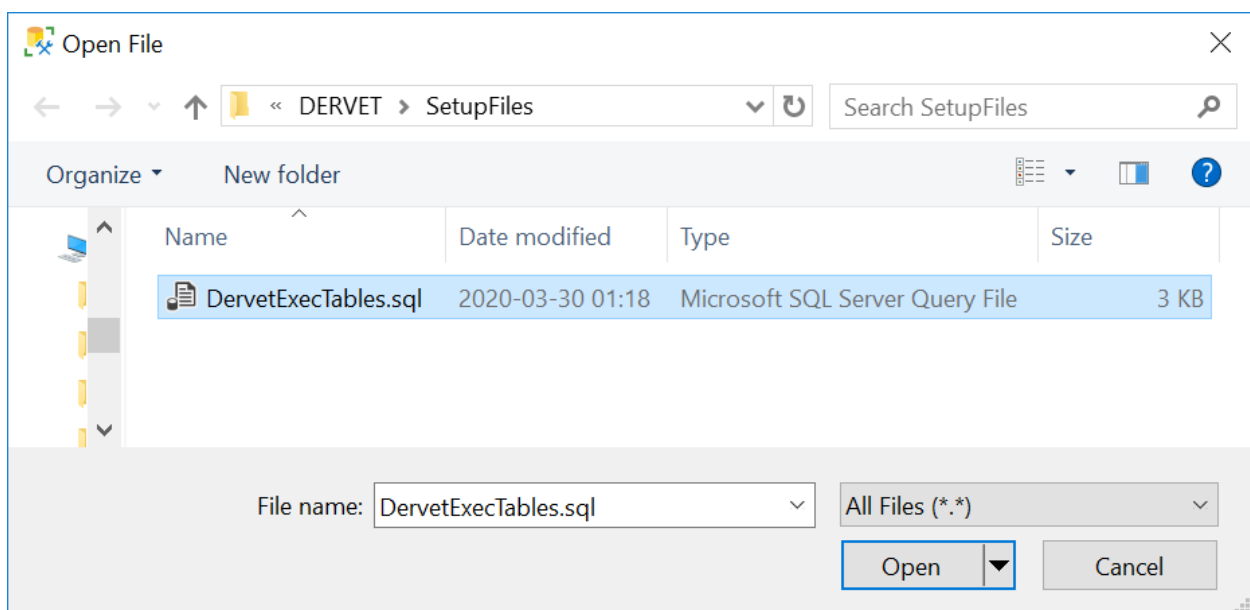 Open File
« DERVET > SetupFiles
Search SetupFiles
Organize New folder
?
Name Date modified Type Size
DervetExecTables.sql 2020-03-30 01:18 Microsoft SQL Server Query File 3 KB
File name: DervetExecTables.sql All Files (*.*)
Open Cancel